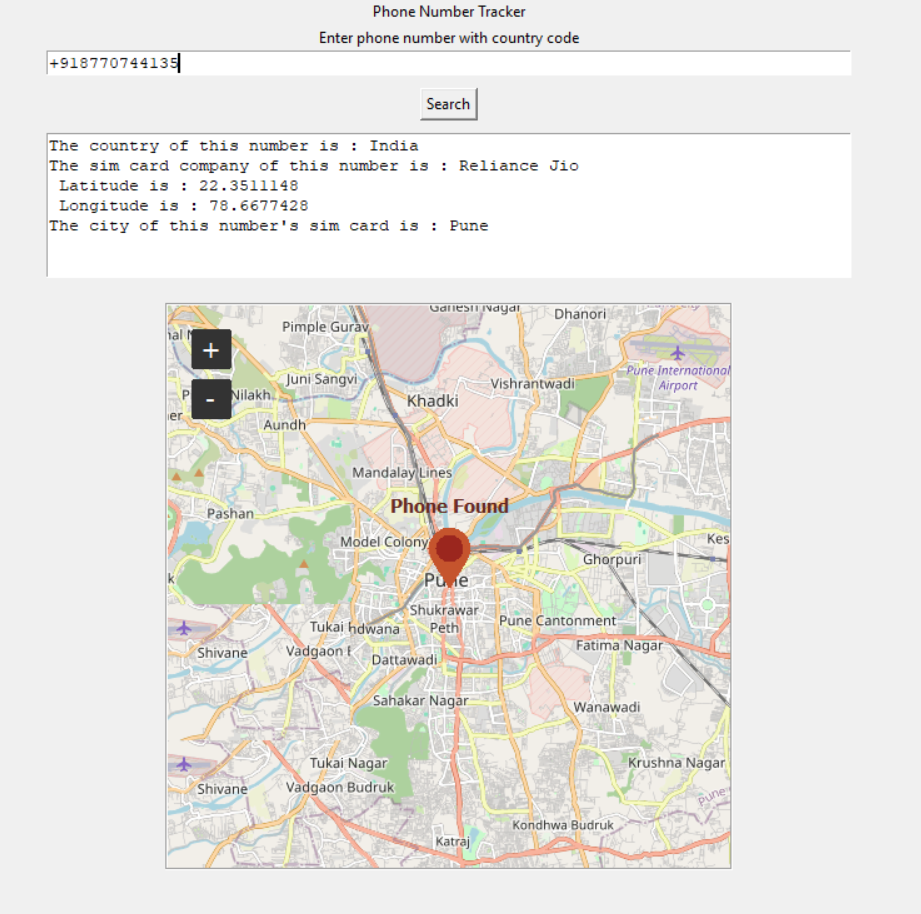 Phone Number Tracker
Enter phone number with country code
+918770744135
Search
The country of this number is : India
The sim card company of this number is : Reliance Jio
Latitude is : 22.3511148
Longitude is : 78.6677428
The city of this number's sim card is : Pune
Ganesh Nagar
Dhanori
Pimple Gurav
+
Pune International
Airport
Juni Sangvi
Vishrantwadi
-
Nilakh
Khadki
Aundh
Mandalay Lines
Phone Found
Pashan
Model Colony
Kes
Ghorpuri
Pune
Shukrawar
Peth
Pune Cantonment
Tukai
hdwana
Fatima Nagar
Shivane
Vadgaon
Dattawadi
Sahakar Nagar
Wanawadi
Tukai Nagar
Krushna Nagar
Shivane
Vadgaon Budruk
Pune
Kondhwa Budruk
Katraj